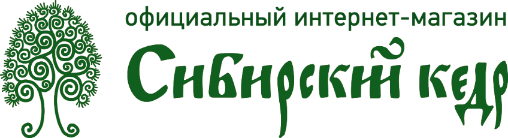 официальный интернет-магазин
Сибирский кедр